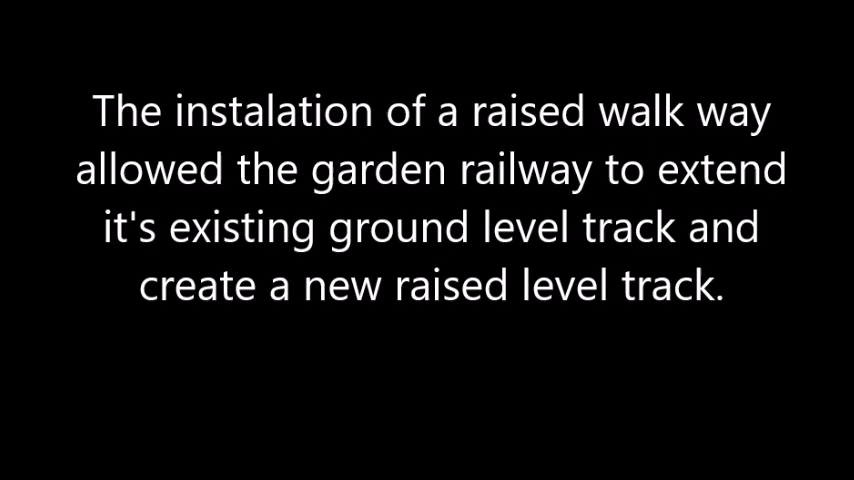 The instalation of a raised walk way
allowed the garden railway to extend
it's existing ground level track and
create a new raised level track.